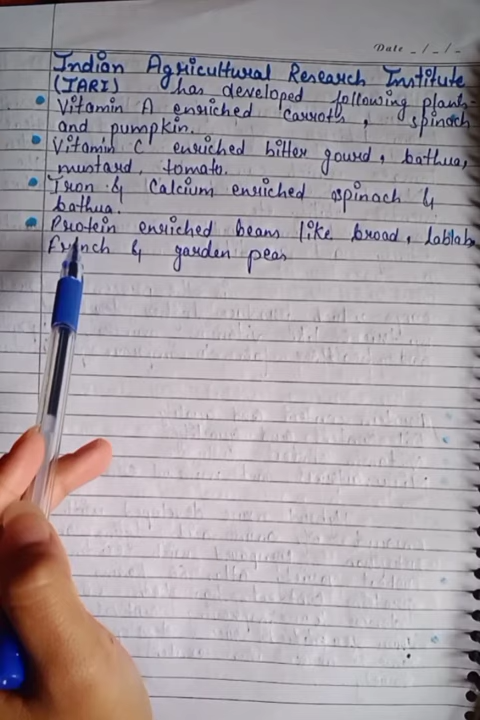 Date _/_/_
Indian Agricultural Research Institute
(IARI) has developed following plants-
Vitamin A enriched carrots, spinach
and pumpkin.
Vitamin C enriched bitter gourd, bathua,
mustard, tomato.
Iron & Calcium enriched spinach &
bathua.
Protein enriched beans like broad, lablab,
french & garden peas